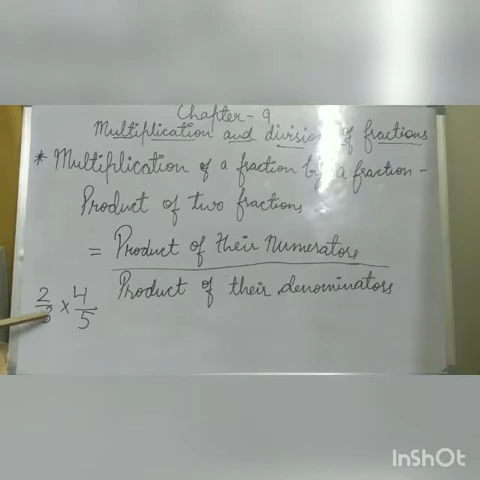 Chapter - 9
Multiplication and division of fractions
* Multiplication of a fraction by a fraction -
Product of two fractions
= Product of their numerators
Product of their denominators
2/3 × 4/5
InShOt